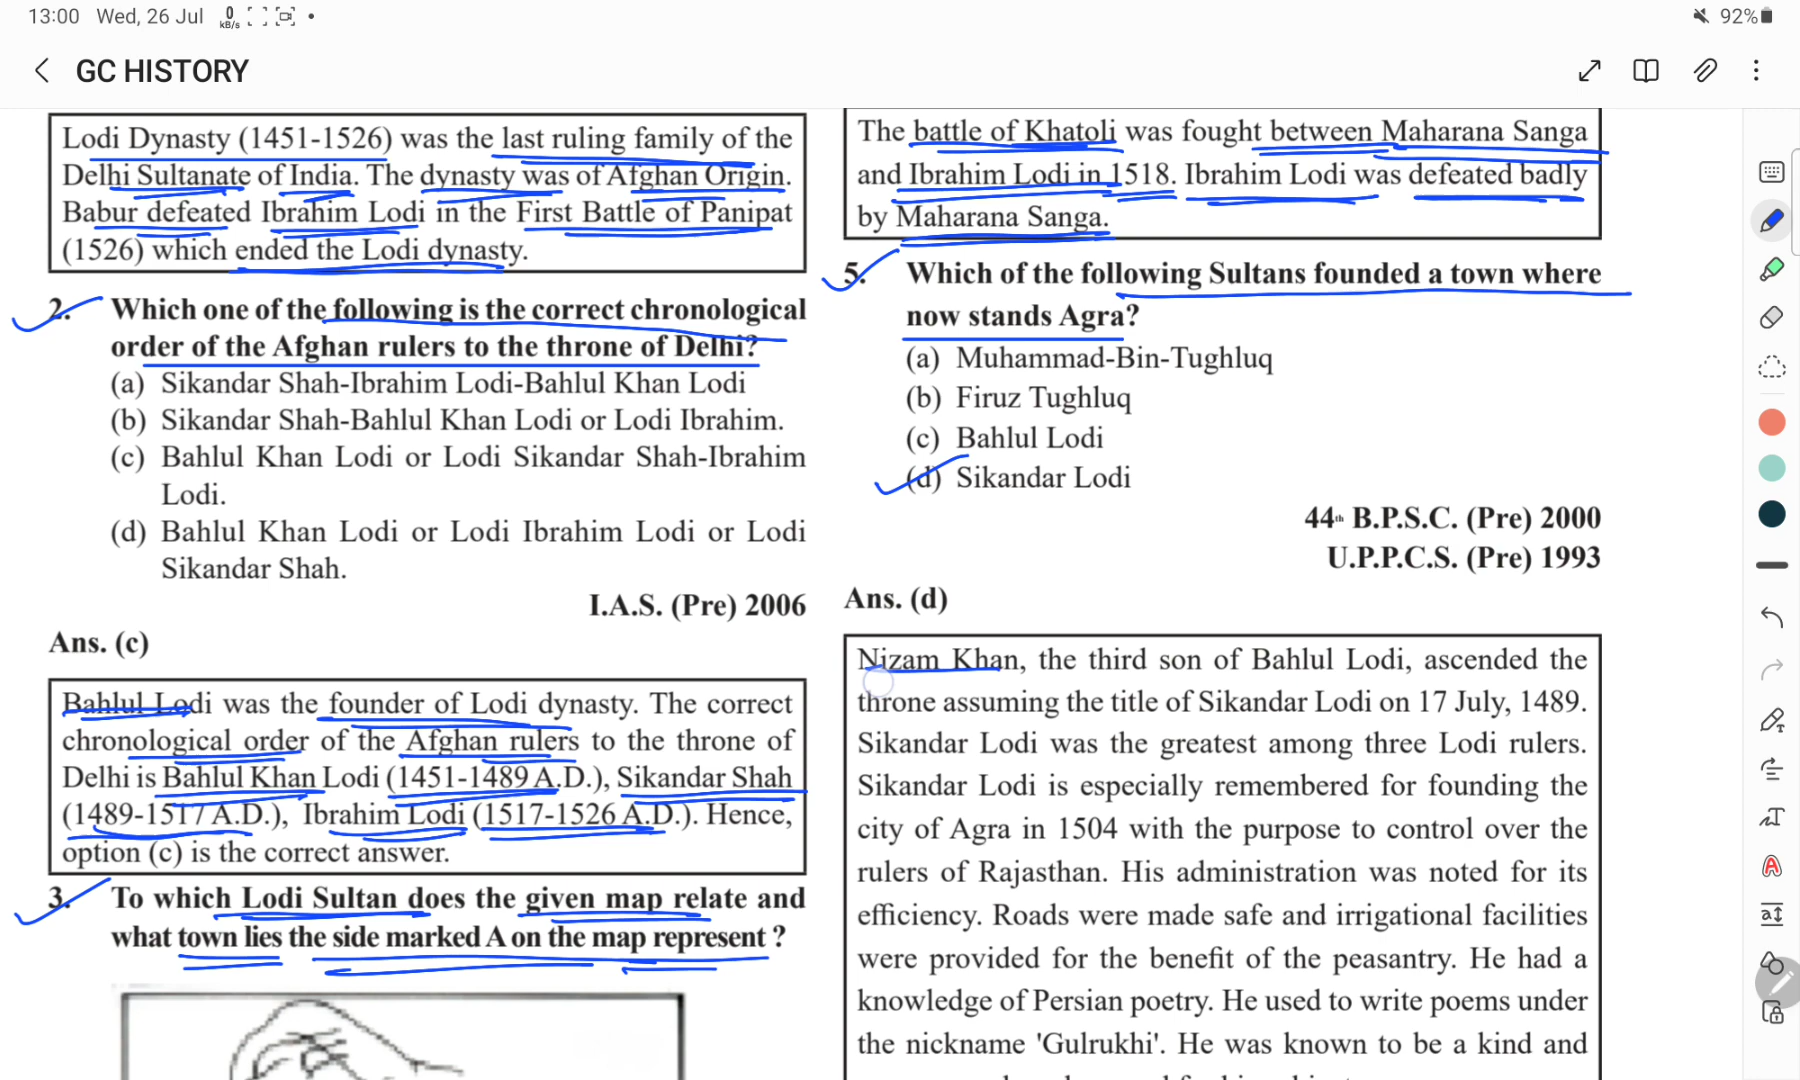 13:00 Wed, 26 Jul 0 kB/s 92%
GC HISTORY
Lodi Dynasty (1451-1526) was the last ruling family of the
Delhi Sultanate of India. The dynasty was of Afghan Origin.
Babur defeated Ibrahim Lodi in the First Battle of Panipat
(1526) which ended the Lodi dynasty.
2. Which one of the following is the correct chronological
order of the Afghan rulers to the throne of Delhi?
(a) Sikandar Shah-Ibrahim Lodi-Bahlul Khan Lodi
(b) Sikandar Shah-Bahlul Khan Lodi or Lodi Ibrahim.
(c) Bahlul Khan Lodi or Lodi Sikandar Shah-Ibrahim
Lodi.
(d) Bahlul Khan Lodi or Lodi Ibrahim Lodi or Lodi
Sikandar Shah.
I.A.S. (Pre) 2006
Ans. (c)
Bahlul Lodi was the founder of Lodi dynasty. The correct
chronological order of the Afghan rulers to the throne of
Delhi is Bahlul Khan Lodi (1451-1489 A.D.), Sikandar Shah
(1489-1517 A.D.), Ibrahim Lodi (1517-1526 A.D.). Hence,
option (c) is the correct answer.
3. To which Lodi Sultan does the given map relate and
what town lies the side marked A on the map represent ?
The battle of Khatoli was fought between Maharana Sanga
and Ibrahim Lodi in 1518. Ibrahim Lodi was defeated badly
by Maharana Sanga.
5. Which of the following Sultans founded a town where
now stands Agra?
(a) Muhammad-Bin-Tughluq
(b) Firuz Tughluq
(c) Bahlul Lodi
(d) Sikandar Lodi
44th B.P.S.C. (Pre) 2000
U.P.P.C.S. (Pre) 1993
Ans. (d)
Nizam Khan, the third son of Bahlul Lodi, ascended the
throne assuming the title of Sikandar Lodi on 17 July, 1489.
Sikandar Lodi was the greatest among three Lodi rulers.
Sikandar Lodi is especially remembered for founding the
city of Agra in 1504 with the purpose to control over the
rulers of Rajasthan. His administration was noted for its
efficiency. Roads were made safe and irrigational facilities
were provided for the benefit of the peasantry. He had a
knowledge of Persian poetry. He used to write poems under
the nickname 'Gulrukhi'. He was known to be a kind and